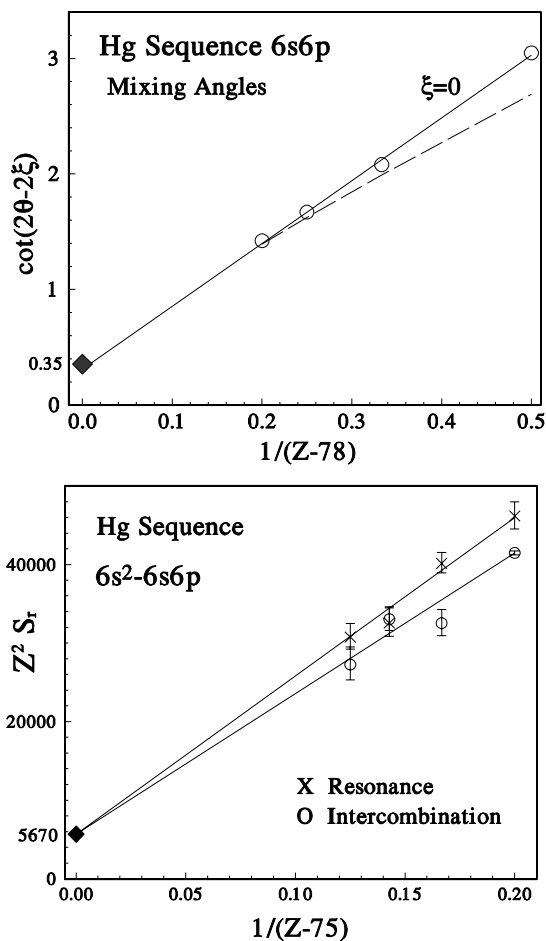 Hg Sequence 6s6p
Mixing Angles
ξ=0
cot(2θ-2ξ)
3
2
1
0.35
0
0.0 0.1 0.2 0.3 0.4 0.5
1/(Z-78)
Hg Sequence
6s²-6s6p
Z² Sr
40000
20000
5670
0
X Resonance
O Intercombination
0.00 0.05 0.10 0.15 0.20
1/(Z-75)